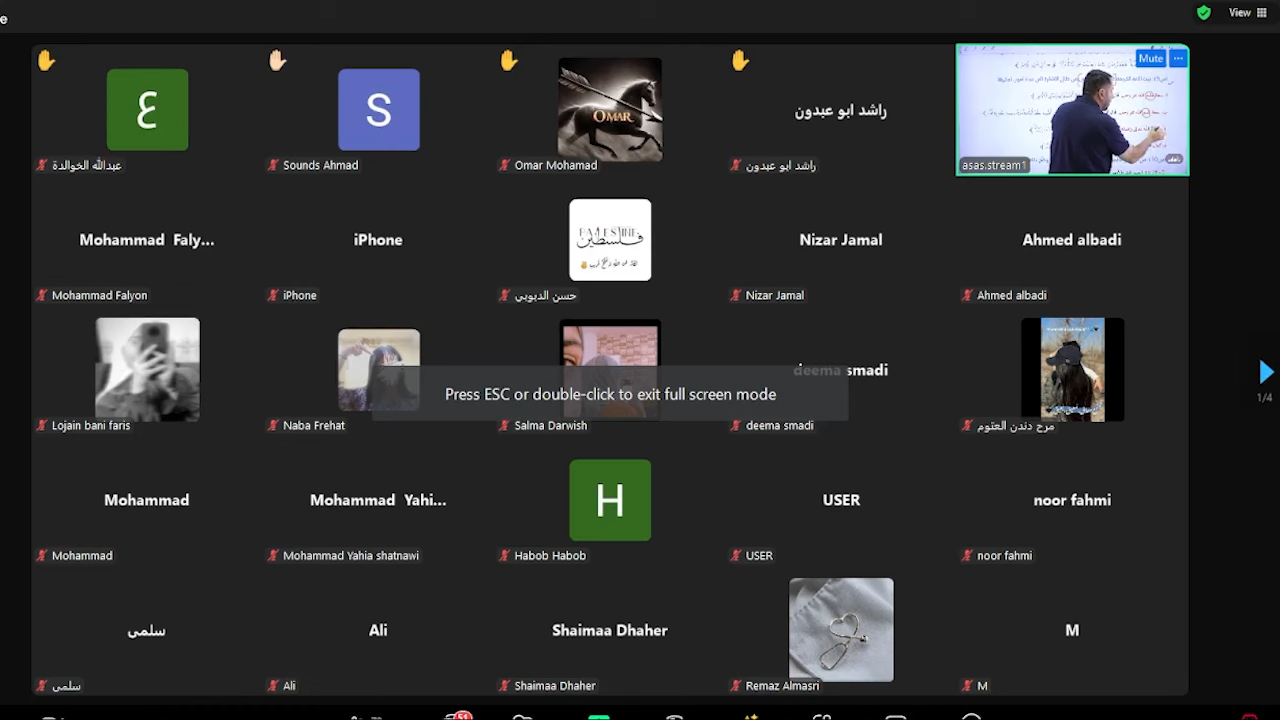 e
View
ع
عبدالله الخوالدة
S
Sounds Ahmad
OMAR
Omar Mohamad
راشد ابو عبدون
راشد ابو عبدون
Mute
asas.stream1
Mohammad Faly...
Mohammad Falyon
iPhone
iPhone
PALESTINE
فلسطين
حسن الدبوبي
Nizar Jamal
Nizar Jamal
Ahmed albadi
Ahmed albadi
Lojain bani faris
Naba Frehat
Salma Darwish
deema smadi
deema smadi
مرح دندن العتوم
Press ESC or double-click to exit full screen mode
1/4
Mohammad
Mohammad
Mohammad Yahi...
Mohammad Yahia shatnawi
H
Habob Habob
USER
USER
noor fahmi
noor fahmi
سلمى
سلمى
Ali
Ali
Shaimaa Dhaher
Shaimaa Dhaher
Remaz Almasri
M
M
51